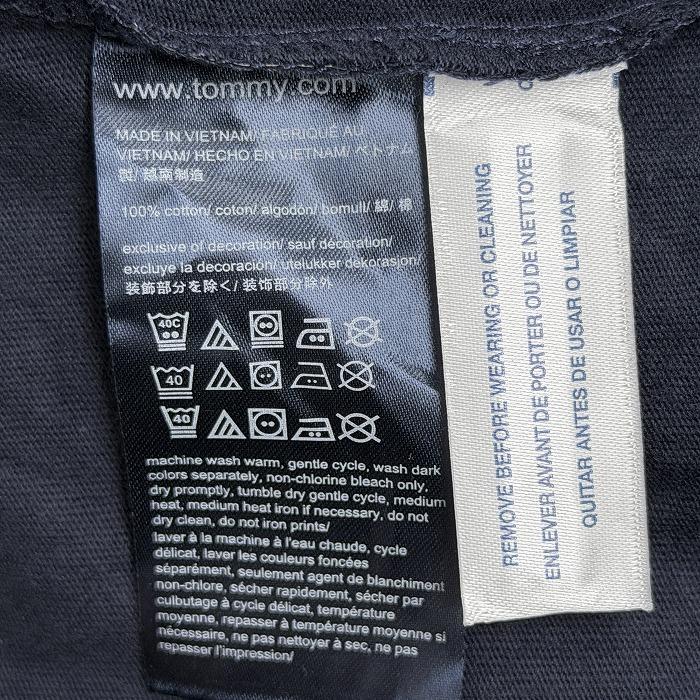 www.tommy.com
MADE IN VIETNAM/ FABRIQUÉ AU
VIETNAM/ HECHO EN VIETNAM/ ベトナム
製/ 越南制造
100% cotton/ coton/ algodón/ bomull/ 綿/ 棉
exclusive of decoration/ sauf décoration/
excluye la decoración/ utelukker dekorasjon/
装飾部分を除く/ 装饰部分除外
40C
40
40
machine wash warm, gentle cycle, wash dark
colors separately, non-chlorine bleach only,
dry promptly, tumble dry gentle cycle, medium
heat, medium heat iron if necessary, do not
dry clean, do not iron prints/
laver à la machine à l'eau chaude, cycle
délicat, laver les couleurs foncées
séparément, seulement agent de blanchiment
non-chlore, sécher rapidement, sécher par
culbutage à cycle délicat, température
moyenne, repasser à température moyenne si
nécessaire, ne pas nettoyer à sec, ne pas
repasser l'impression/
REMOVE BEFORE WEARING OR CLEANING
ENLEVER AVANT DE PORTER OU DE NETTOYER
QUITAR ANTES DE USAR O LIMPIAR